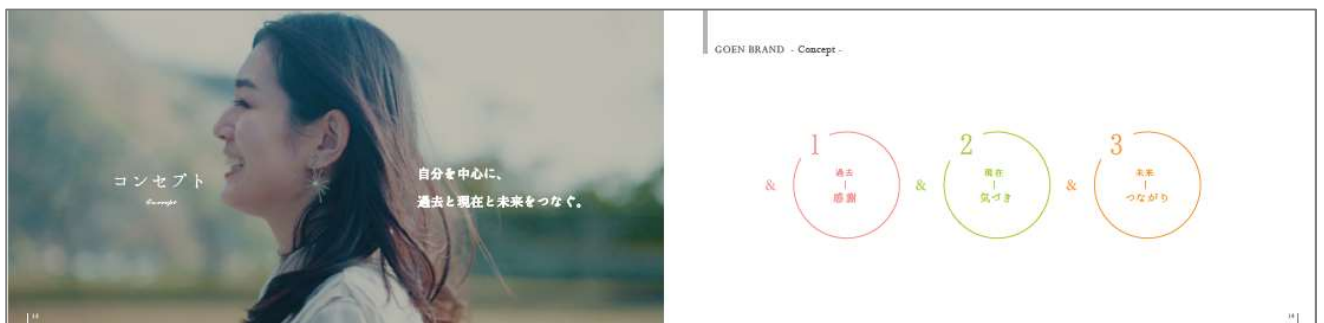 コンセプト
Concept
自分を中心に、
過去と現在と未来をつなぐ。
GOEN BRAND - Concept -
&
1
過去
感謝
&
2
現在
気づき
&
3
未来
つながり